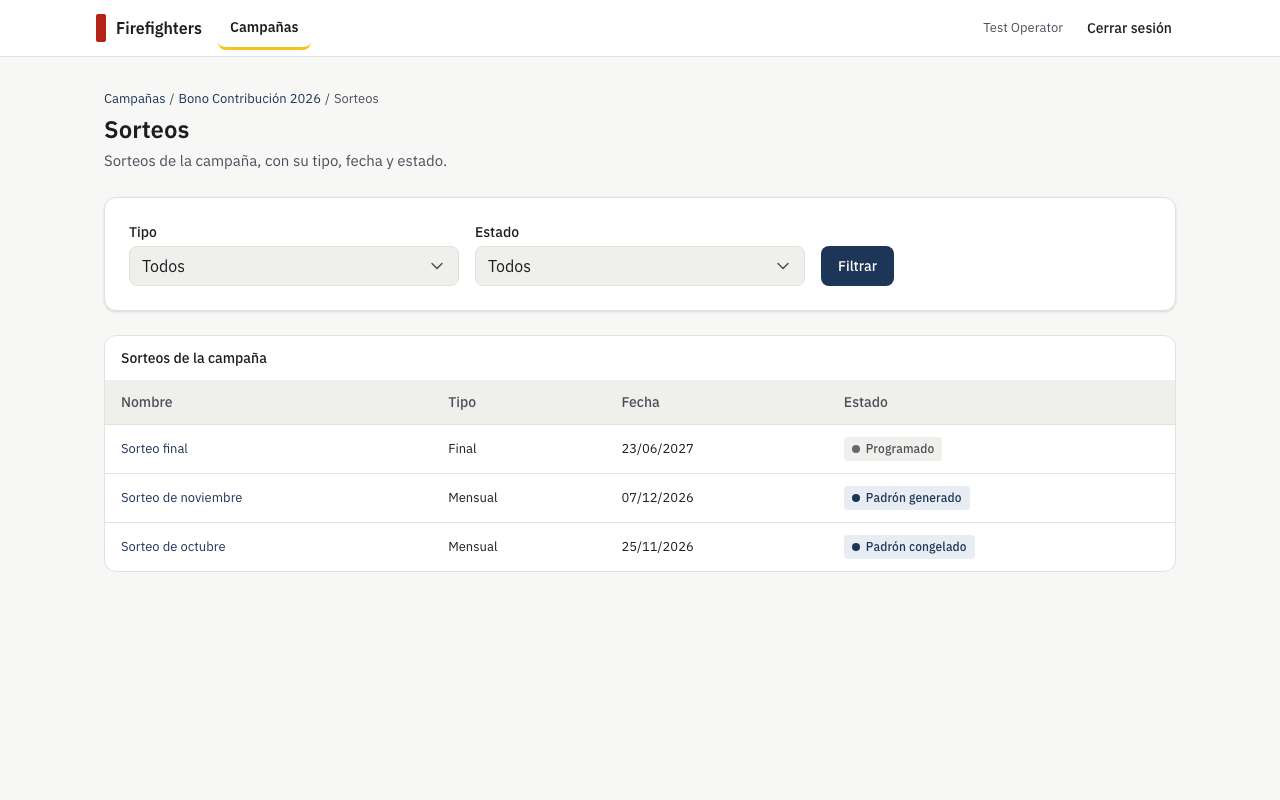 Firefighters Campañas Test Operator Cerrar sesión
Campañas / Bono Contribución 2026 / Sorteos
Sorteos
Sorteos de la campaña, con su tipo, fecha y estado.
Tipo Estado
Todos Todos Filtrar
Sorteos de la campaña
Nombre Tipo Fecha Estado
Sorteo final Final 23/06/2027 Programado
Sorteo de noviembre Mensual 07/12/2026 Padrón generado
Sorteo de octubre Mensual 25/11/2026 Padrón congelado